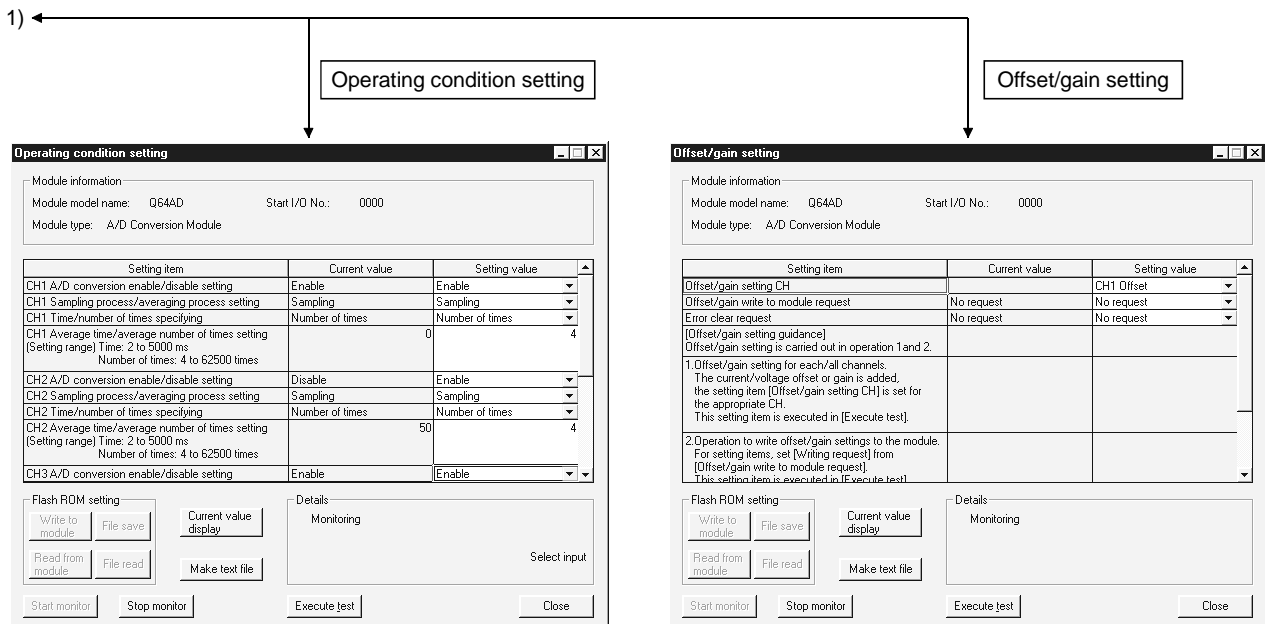 1)
Operating condition setting
Offset/gain setting
Operating condition setting
Module information
Module model name: Q64AD Start I/O No.: 0000
Module type: A/D Conversion Module
Setting item Current value Setting value
CH1 A/D conversion enable/disable setting Enable Enable
CH1 Sampling process/averaging process setting Sampling Sampling
CH1 Time/number of times specifying Number of times Number of times
CH1 Average time/average number of times setting 0 4
(Setting range) Time: 2 to 5000 ms
Number of times: 4 to 62500 times
CH2 A/D conversion enable/disable setting Disable Enable
CH2 Sampling process/averaging process setting Sampling Sampling
CH2 Time/number of times specifying Number of times Number of times
CH2 Average time/average number of times setting 50 4
(Setting range) Time: 2 to 5000 ms
Number of times: 4 to 62500 times
CH3 A/D conversion enable/disable setting Enable Enable
Flash ROM setting
Write to module
File save
Read from module
File read
Current value display
Make text file
Details
Monitoring
Select input
Start monitor
Stop monitor
Execute test
Close
Offset/gain setting
Module information
Module model name: Q64AD Start I/O No.: 0000
Module type: A/D Conversion Module
Setting item Current value Setting value
Offset/gain setting CH CH1 Offset
Offset/gain write to module request No request No request
Error clear request No request No request
[Offset/gain setting guidance]
Offset/gain setting is carried out in operation 1and 2.
1.Offset/gain setting for each/all channels.
The current/voltage offset or gain is added,
the setting item [Offset/gain setting CH] is set for
the appropriate CH.
This setting item is executed in [Execute test].
2.Operation to write offset/gain settings to the module.
For setting items, set [Writing request] from
[Offset/gain write to module request].
This setting item is executed in [Execute test]
Flash ROM setting
Write to module
File save
Read from module
File read
Current value display
Make text file
Details
Monitoring
Start monitor
Stop monitor
Execute test
Close